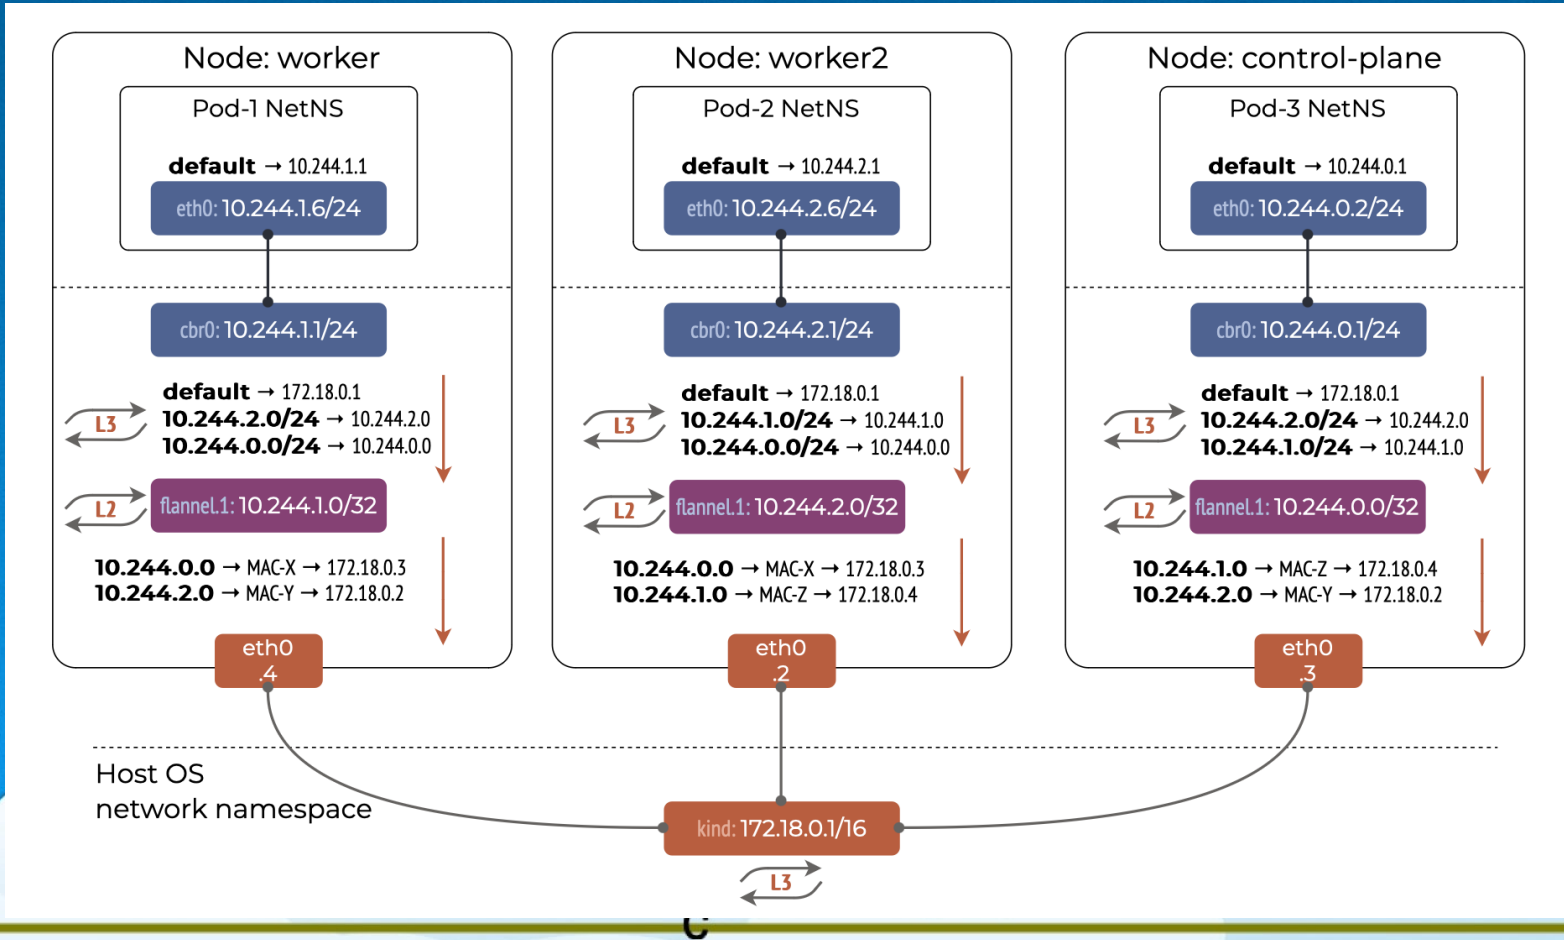 Node: worker
Pod-1 NetNS
default → 10.244.1.1
eth0: 10.244.1.6/24
cbr0: 10.244.1.1/24
default → 172.18.0.1
L3
10.244.2.0/24 → 10.244.2.0
10.244.0.0/24 → 10.244.0.0
L2
flannel.1: 10.244.1.0/32
10.244.0.0 → MAC-X → 172.18.0.3
10.244.2.0 → MAC-Y → 172.18.0.2
eth0
.4
Node: worker2
Pod-2 NetNS
default → 10.244.2.1
eth0: 10.244.2.6/24
cbr0: 10.244.2.1/24
default → 172.18.0.1
L3
10.244.1.0/24 → 10.244.1.0
10.244.0.0/24 → 10.244.0.0
L2
flannel.1: 10.244.2.0/32
10.244.0.0 → MAC-X → 172.18.0.3
10.244.1.0 → MAC-Z → 172.18.0.4
eth0
.2
Node: control-plane
Pod-3 NetNS
default → 10.244.0.1
eth0: 10.244.0.2/24
cbr0: 10.244.0.1/24
default → 172.18.0.1
L3
10.244.2.0/24 → 10.244.2.0
10.244.1.0/24 → 10.244.1.0
L2
flannel.1: 10.244.0.0/32
10.244.1.0 → MAC-Z → 172.18.0.4
10.244.2.0 → MAC-Y → 172.18.0.2
eth0
.3
Host OS
network namespace
kind: 172.18.0.1/16
L3